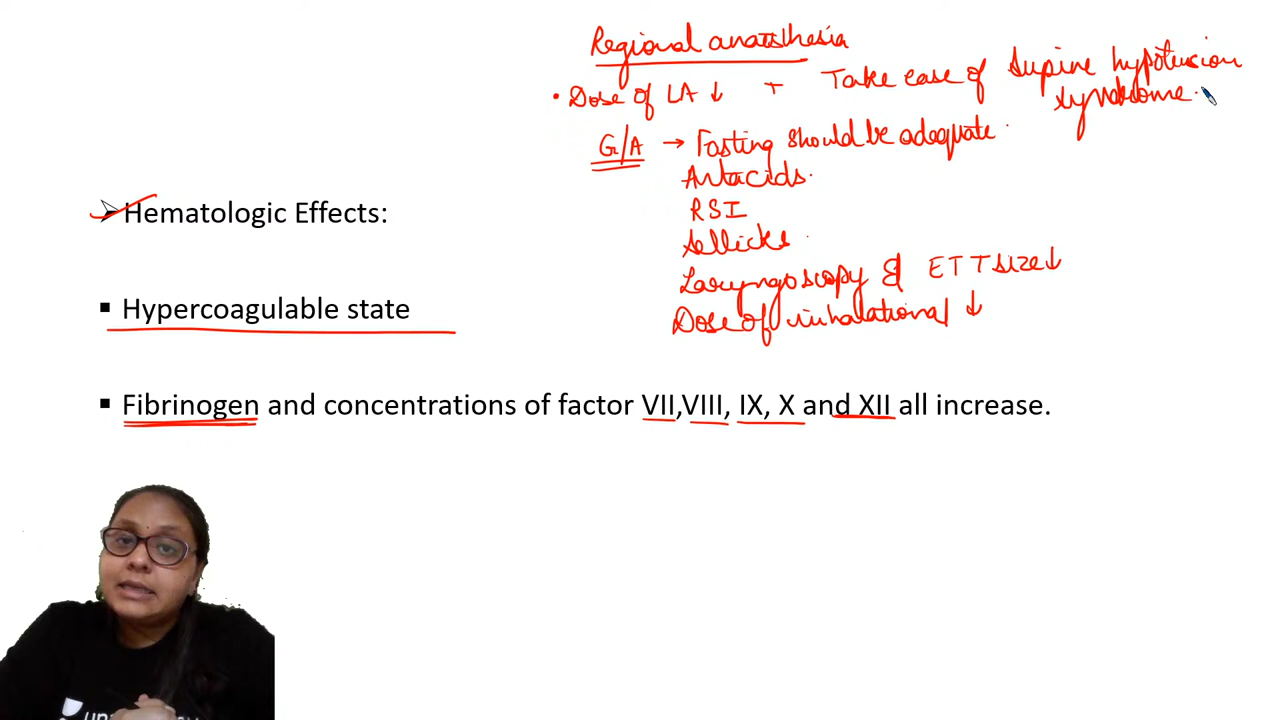 Regional anaesthesia
• Dose of LA ↓ + Take care of Supine hypotension
syndrome.
G/A → Fasting should be adequate.
Antacids.
RSI
Sellicks.
Laryngoscopy & ETT size ↓
Dose of inhalational ↓
Hematologic Effects:
▪ Hypercoagulable state
▪ Fibrinogen and concentrations of factor VII,VIII, IX, X and XII all increase.